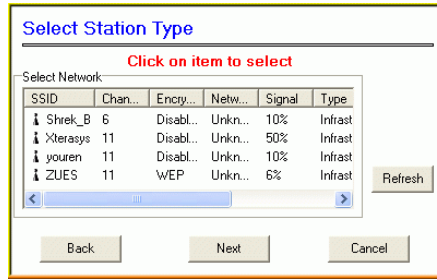 Select Station Type
Click on item to select
Select Network
SSID Chan... Encry... Netw... Signal Type
Shrek_B 6 Disabl... Unkn... 10% Infrast
Xterasys 11 Disabl... Unkn... 50% Infrast
youren 11 Disabl... Unkn... 10% Infrast
ZUES 11 WEP Unkn... 6% Infrast
Refresh
Back Next Cancel